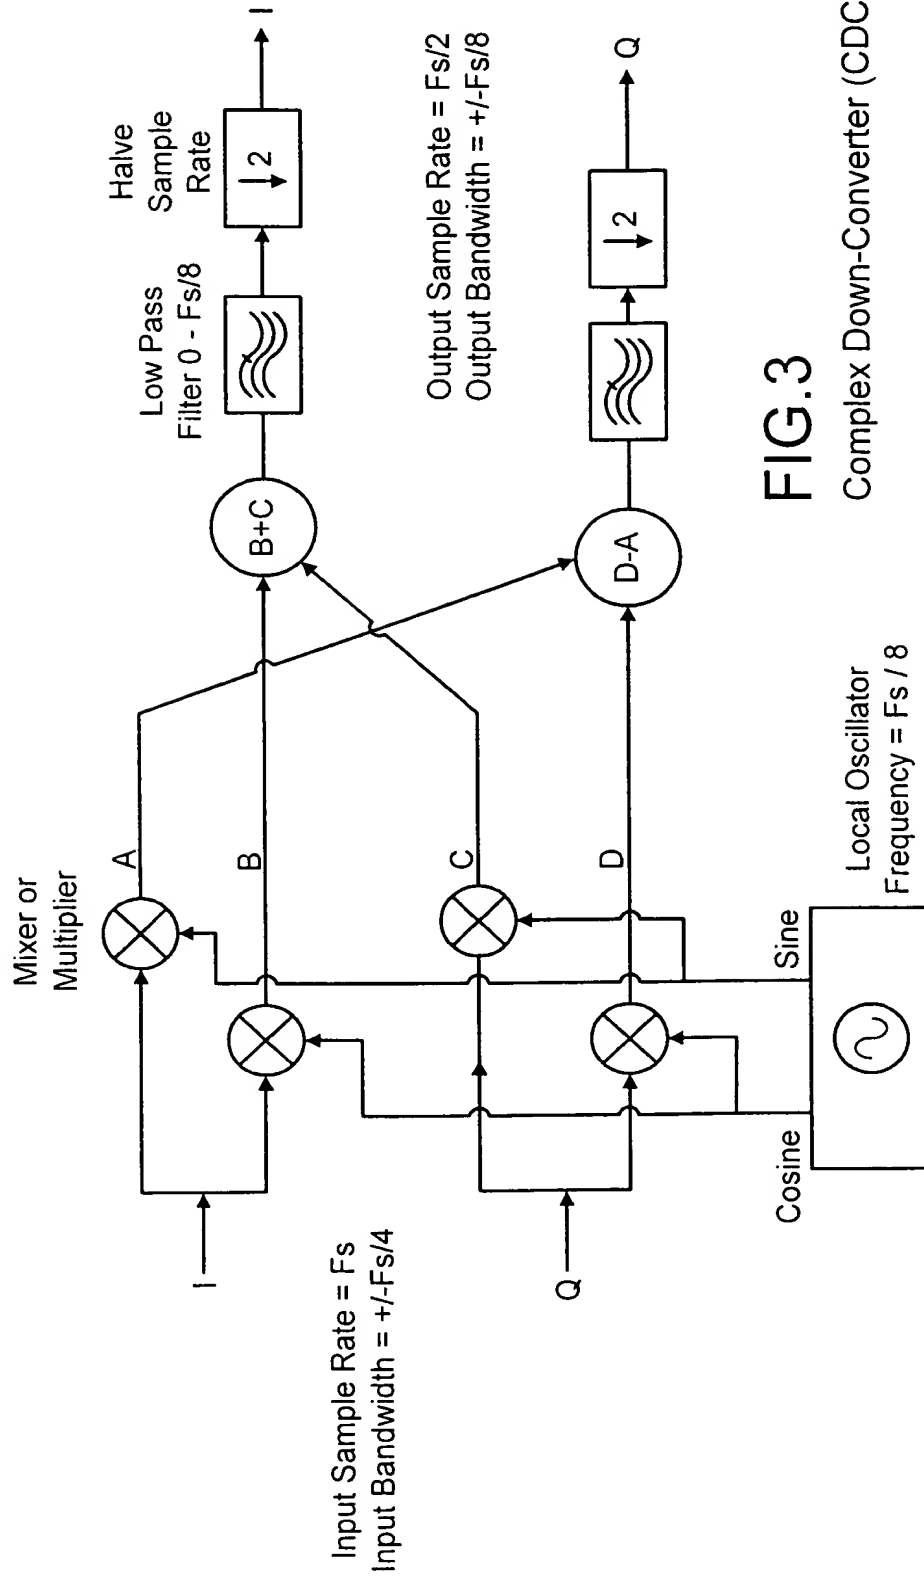 Mixer or
Multiplier
A
B
C
D
I
Q
Input Sample Rate = Fs
Input Bandwidth = +/-Fs/4
Cosine
Sine
Local Oscillator
Frequency = Fs / 8
B+C
D-A
Low Pass
Filter 0 - Fs/8
Halve
Sample
Rate
2
I
2
Q
Output Sample Rate = Fs/2
Output Bandwidth = +/-Fs/8
FIG.3
Complex Down-Converter (CDC